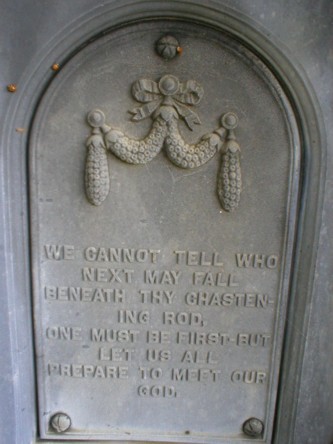 WE CANNOT TELL WHO
NEXT MAY FALL
BENEATH THY CHASTEN-
ING ROD,
ONE MUST BE FIRST-BUT
LET US ALL
PREPARE TO MEET OUR
GOD.